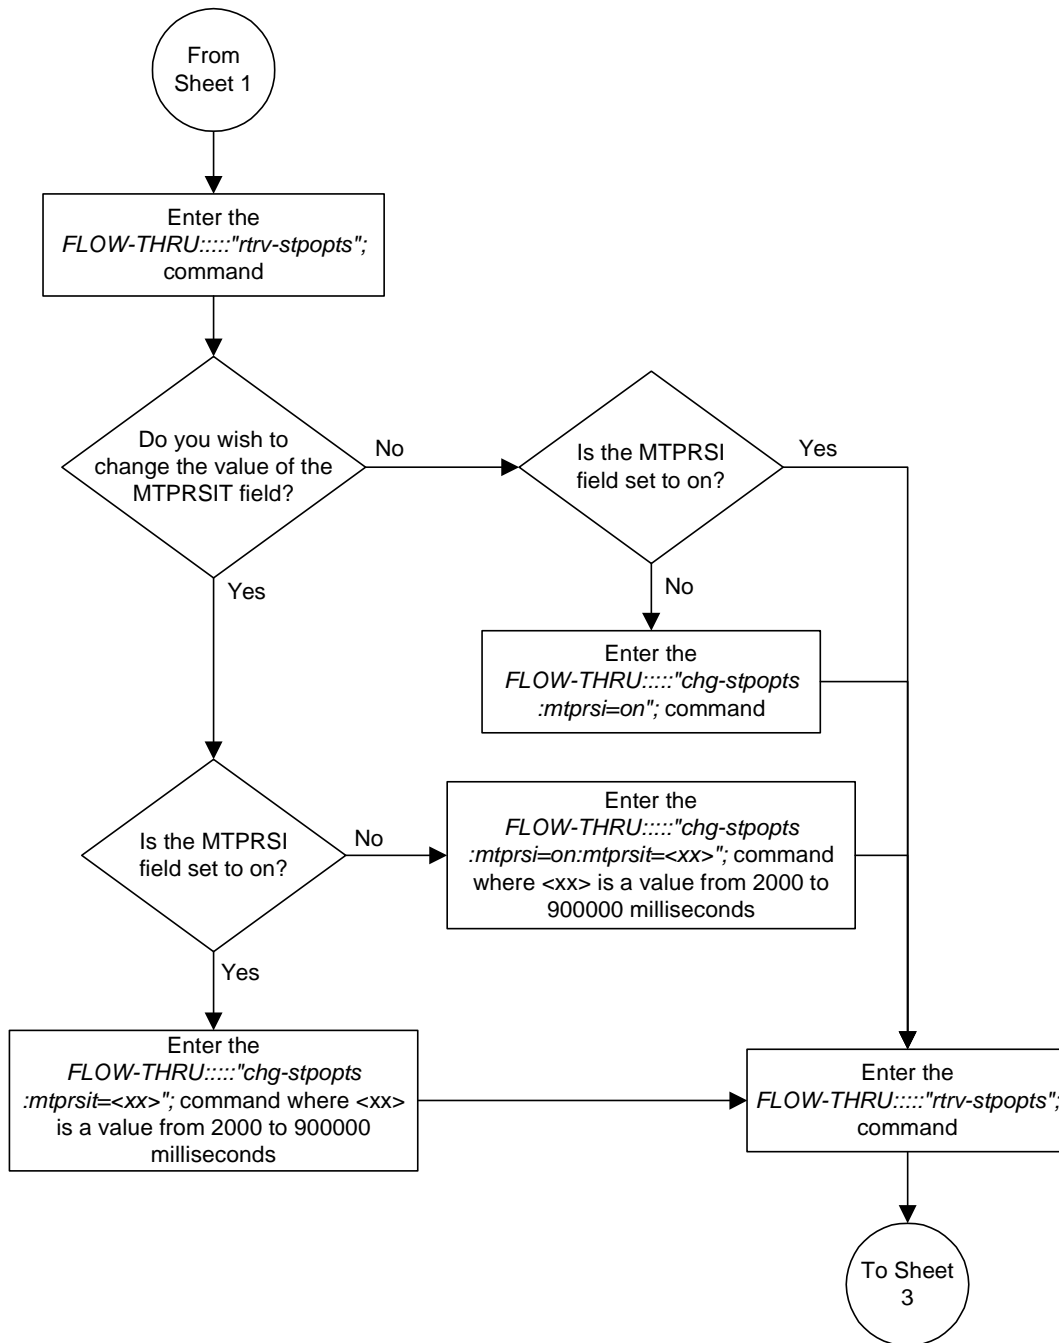 From
Sheet 1
Enter the
FLOW-THRU:::::"rtrv-stpopts";
command
Do you wish to
change the value of the
MTPRSIT field?
No
Is the MTPRSI
field set to on?
Yes
Yes
No
Enter the
FLOW-THRU:::::"chg-stpopts
:mtprsi=on"; command
Is the MTPRSI
field set to on?
No
Enter the
FLOW-THRU:::::"chg-stpopts
:mtprsi=on:mtprsit=<xx>"; command
where <xx> is a value from 2000 to
900000 milliseconds
Yes
Enter the
FLOW-THRU:::::"chg-stpopts
:mtprsit=<xx>"; command where <xx>
is a value from 2000 to 900000
milliseconds
Enter the
FLOW-THRU:::::"rtrv-stpopts";
command
To Sheet
3